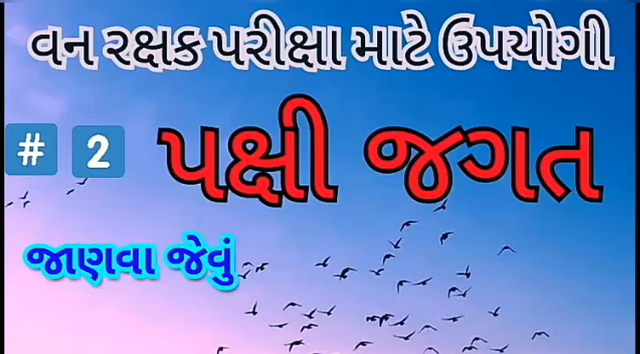 વન રક્ષક પરીક્ષા માટે ઉપયોગી
# 2 પક્ષી જગત
જાણવા જેવું